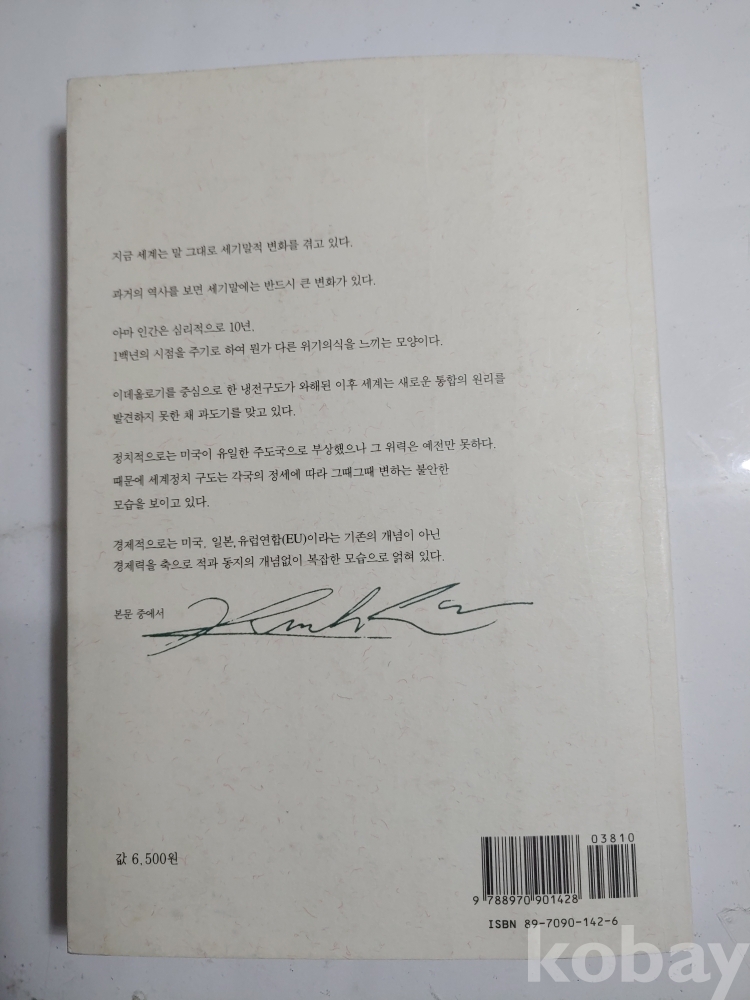 지금 세계는 말 그대로 세기말적 변화를 겪고 있다.
과거의 역사를 보면 세기말에는 반드시 큰 변화가 있다.
아마 인간은 심리적으로 10년,
1백년의 시점을 주기로 하여 뭔가 다른 위기의식을 느끼는 모양이다.
이데올로기를 중심으로 한 냉전구도가 와해된 이후 세계는 새로운 통합의 원리를
발견하지 못한 채 과도기를 맞고 있다.
정치적으로는 미국이 유일한 주도국으로 부상했으나 그 위력은 예전만 못하다.
때문에 세계정치 구도는 각국의 정세에 따라 그때그때 변하는 불안한
모습을 보이고 있다.
경제적으로는 미국, 일본, 유럽연합(EU)이라는 기존의 개념이 아닌
경제력을 축으로 적과 동지의 개념없이 복잡한 모습으로 얽혀 있다.
본문 중에서
값 6,500원
03810
9 788970 901428
ISBN 89-7090-142-6
kobay